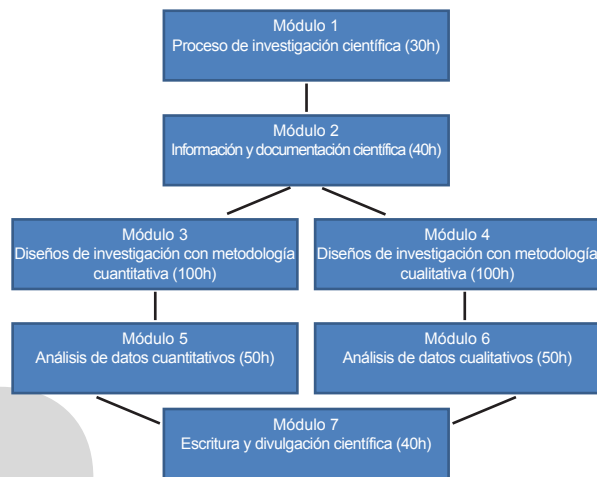 Módulo 1
Proceso de investigación científica (30h)
Módulo 2
Información y documentación científica (40h)
Módulo 3
Diseños de investigación con metodología
cuantitativa (100h)
Módulo 4
Diseños de investigación con metodología
cualitativa (100h)
Módulo 5
Análisis de datos cuantitativos (50h)
Módulo 6
Análisis de datos cualitativos (50h)
Módulo 7
Escritura y divulgación científica (40h)